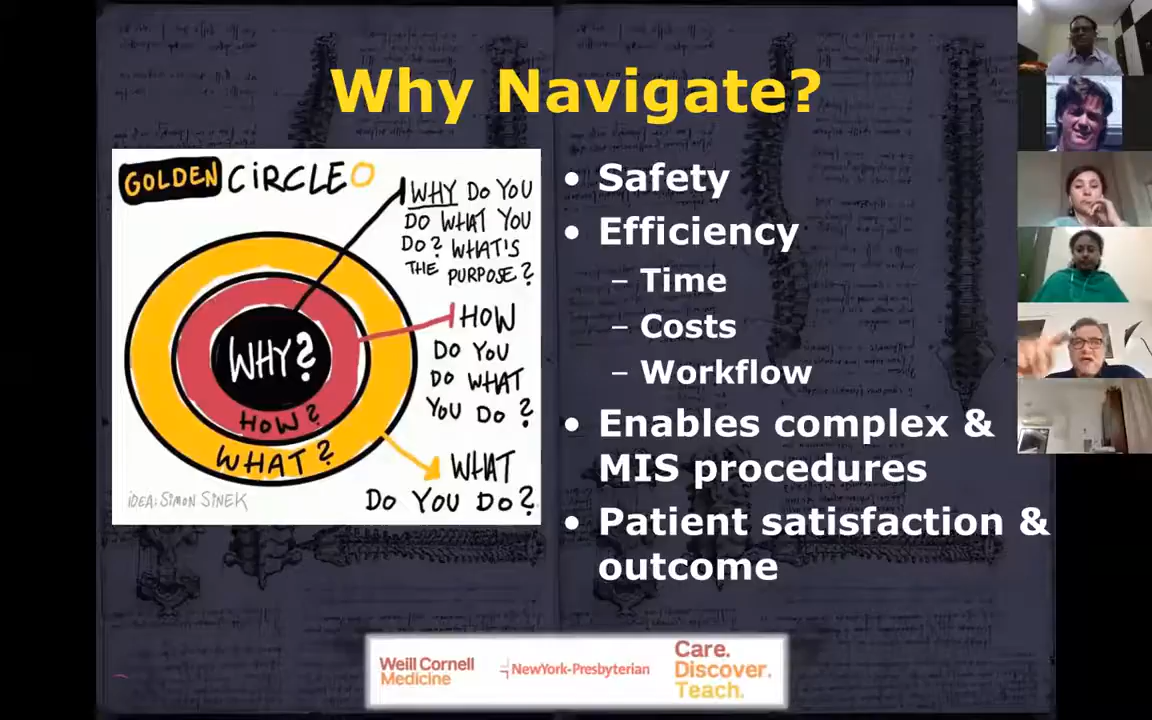 Why Navigate?
GOLDEN CIRCLE
WHY DO YOU
DO WHAT YOU
DO? WHAT'S
THE PURPOSE?
HOW
DO YOU
DO WHAT
YOU DO?
WHAT
DO YOU DO?
WHY?
HOW?
WHAT?
IDEA: SIMON SINEK
• Safety
• Efficiency
– Time
– Costs
– Workflow
• Enables complex &
MIS procedures
• Patient satisfaction &
outcome
Weill Cornell
Medicine
NewYork-Presbyterian
Care.
Discover.
Teach.